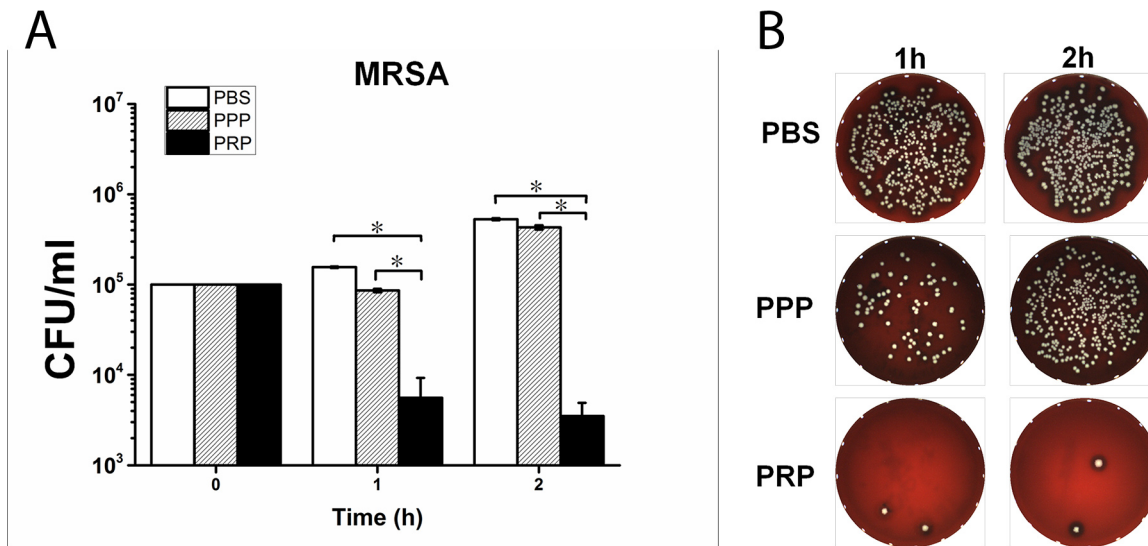 A
MRSA
PBS
PPP
PRP
CFU/ml
10⁷
10⁶
10⁵
10⁴
10³
*
*
*
*
0
1
2
Time (h)
B
1h
2h
PBS
PPP
PRP